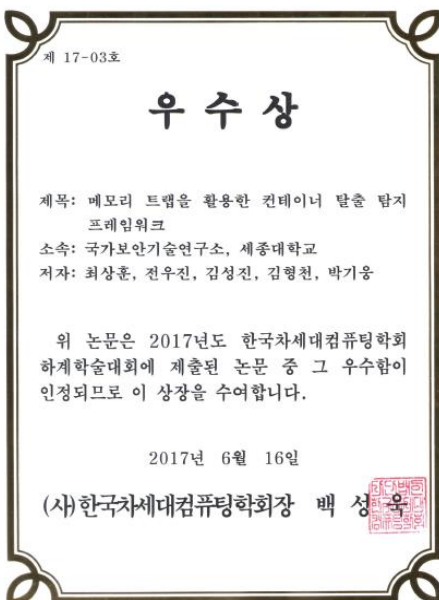 제 17-03호
우 수 상
제목: 메모리 트랩을 활용한 컨테이너 탈출 탐지
프레임워크
소속: 국가보안기술연구소, 세종대학교
저자: 최상훈, 전우진, 김성진, 김형천, 박기웅
위 논문은 2017년도 한국차세대컴퓨팅학회
하계학술대회에 제출된 논문 중 그 우수함이
인정되므로 이 상장을 수여합니다.
2017년 6월 16일
(사)한국차세대컴퓨팅학회장 백 성 욱